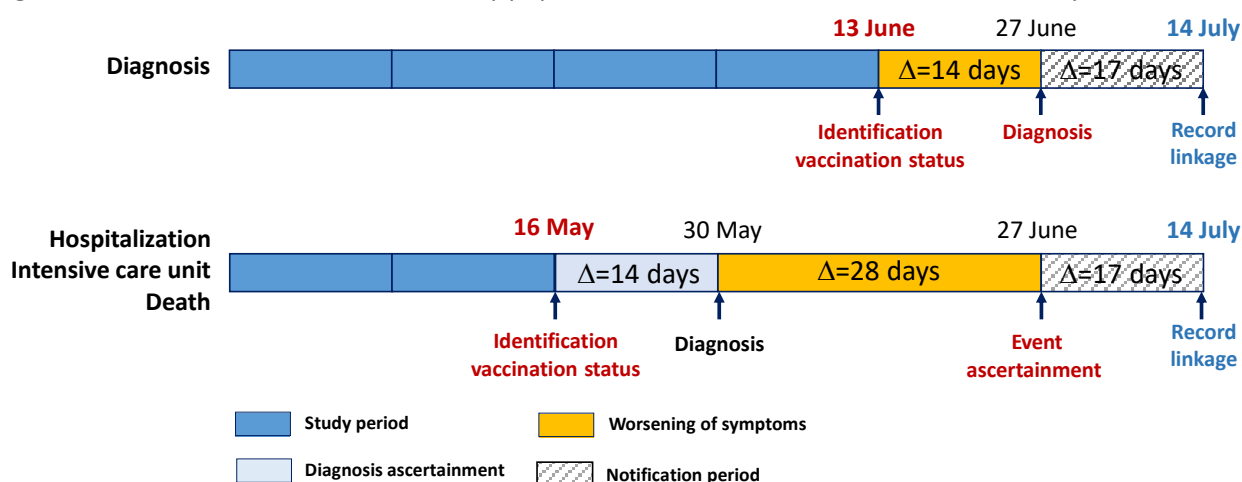 13 June 27 June 14 July
Diagnosis Δ=14 days Δ=17 days
Identification
vaccination status
Diagnosis
Record
linkage
16 May 30 May 27 June 14 July
Hospitalization
Intensive care unit
Death
Δ=14 days Δ=28 days Δ=17 days
Identification
vaccination status
Diagnosis
Event
ascertainment
Record
linkage
Study period
Worsening of symptoms
Diagnosis ascertainment
Notification period